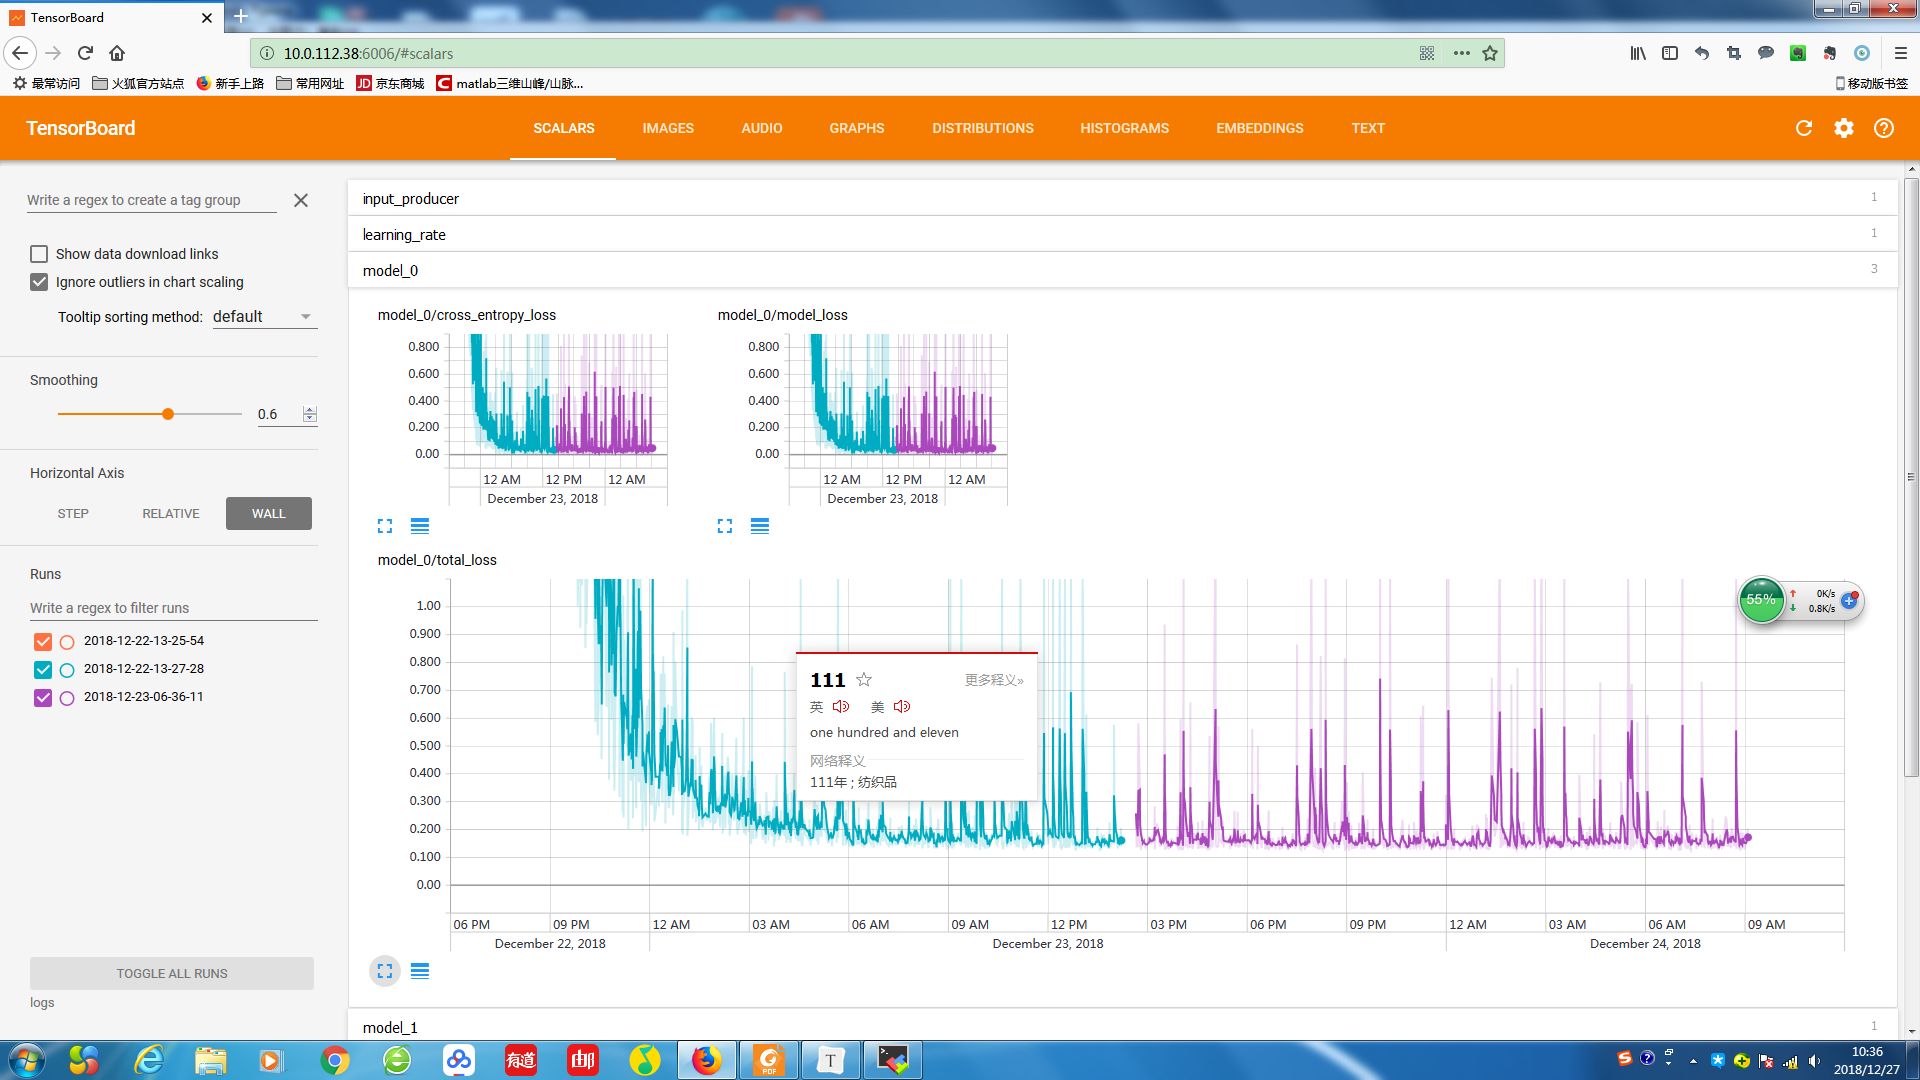 TensorBoard
10.0.112.38:6006/#scalars
最常访问 火狐官方站点 新手上路 常用网址 JD 京东商城 C matlab三维山峰/山脉... 移动版书签
TensorBoard SCALARS IMAGES AUDIO GRAPHS DISTRIBUTIONS HISTOGRAMS EMBEDDINGS TEXT
Write a regex to create a tag group
Show data download links
Ignore outliers in chart scaling
Tooltip sorting method: default
Smoothing
0.6
Horizontal Axis
STEP RELATIVE WALL
Runs
Write a regex to filter runs
2018-12-22-13-25-54
2018-12-22-13-27-28
2018-12-23-06-36-11
TOGGLE ALL RUNS
logs
input_producer 1
learning_rate 1
model_0 3
model_0/cross_entropy_loss
0.800
0.600
0.400
0.200
0.00
12 AM 12 PM 12 AM
December 23, 2018
model_0/model_loss
0.800
0.600
0.400
0.200
0.00
12 AM 12 PM 12 AM
December 23, 2018
model_0/total_loss
1.00
0.900
0.800
0.700
0.600
0.500
0.400
0.300
0.200
0.100
0.00
06 PM 09 PM 12 AM 03 AM 06 AM 09 AM 12 PM 03 PM 06 PM 09 PM 12 AM 03 AM 06 AM 09 AM
December 22, 2018 December 23, 2018 December 24, 2018
111 更多释义»
英 美
one hundred and eleven
网络释义
111年 ; 纺织品
55% 0K/s
0.8K/s
model_1 1
有道 邮 PDF T
10:36
2018/12/27